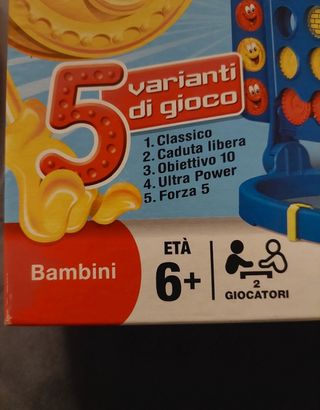 5 varianti
di gioco
1. Classico
2. Caduta libera
3. Obiettivo 10
4. Ultra Power
5. Forza 5
Bambini
ETÀ
6+
2
GIOCATORI